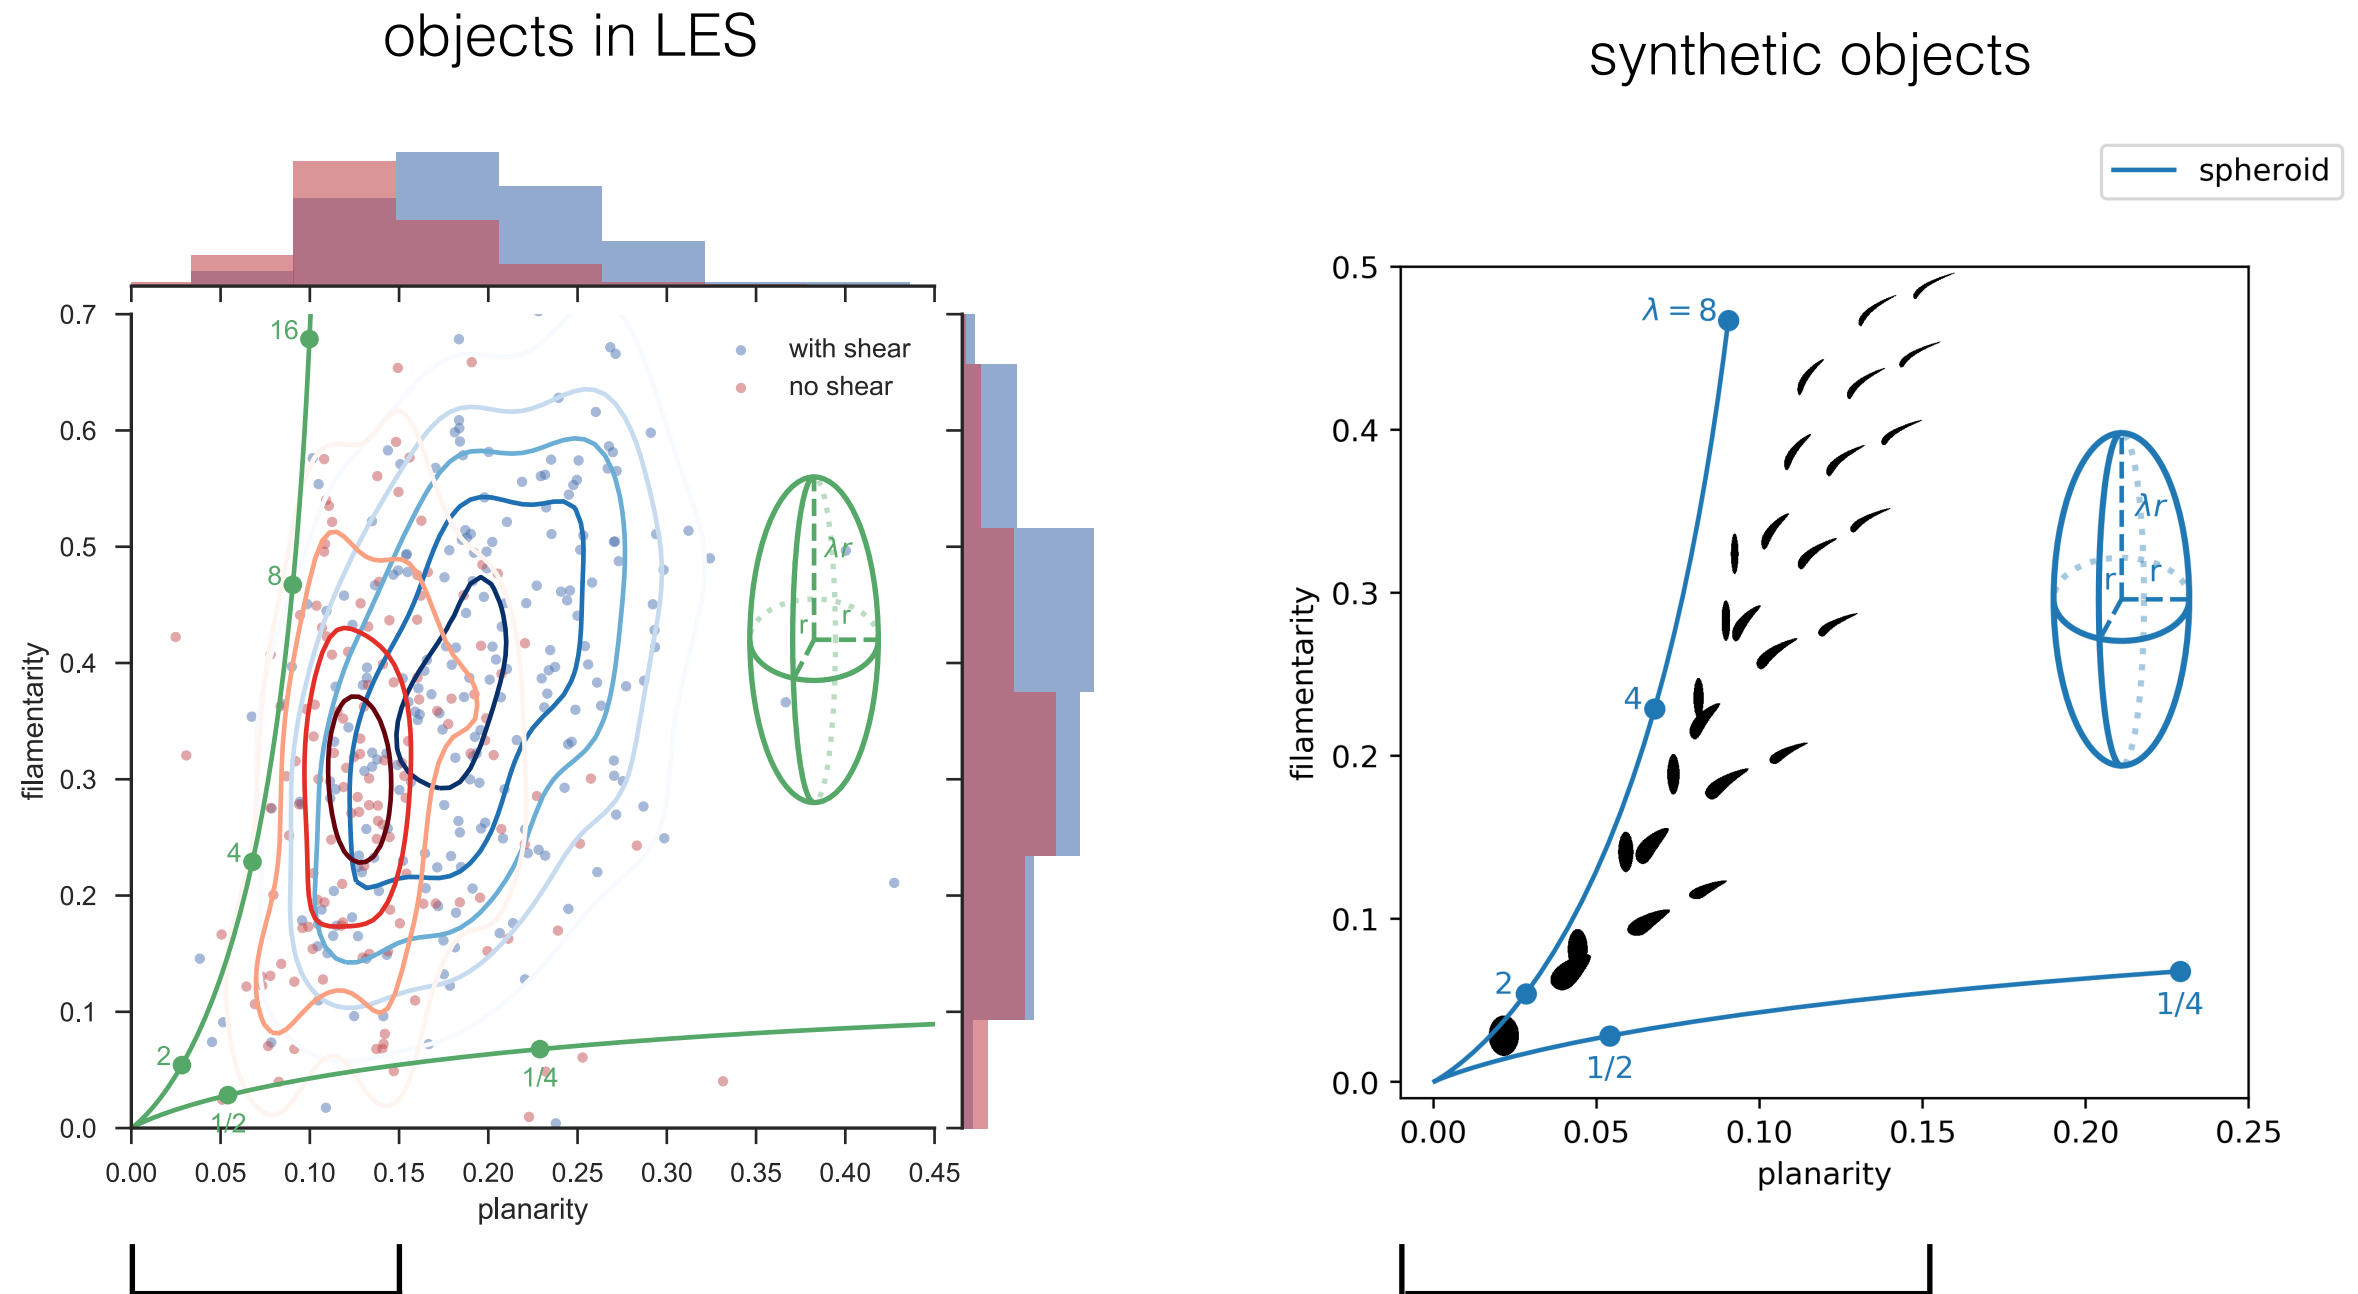 objects in LES
synthetic objects
spheroid
0.7
0.6
0.5
0.4
0.3
0.2
0.1
0.0
filamentarity
16
8
4
2
1/2
1/4
with shear
no shear
λr
r
r
0.00 0.05 0.10 0.15 0.20 0.25 0.30 0.35 0.40 0.45
planarity
0.5
0.4
0.3
0.2
0.1
0.0
filamentarity
λ = 8
4
2
1/2
1/4
λr
r
r
0.00 0.05 0.10 0.15 0.20 0.25
planarity